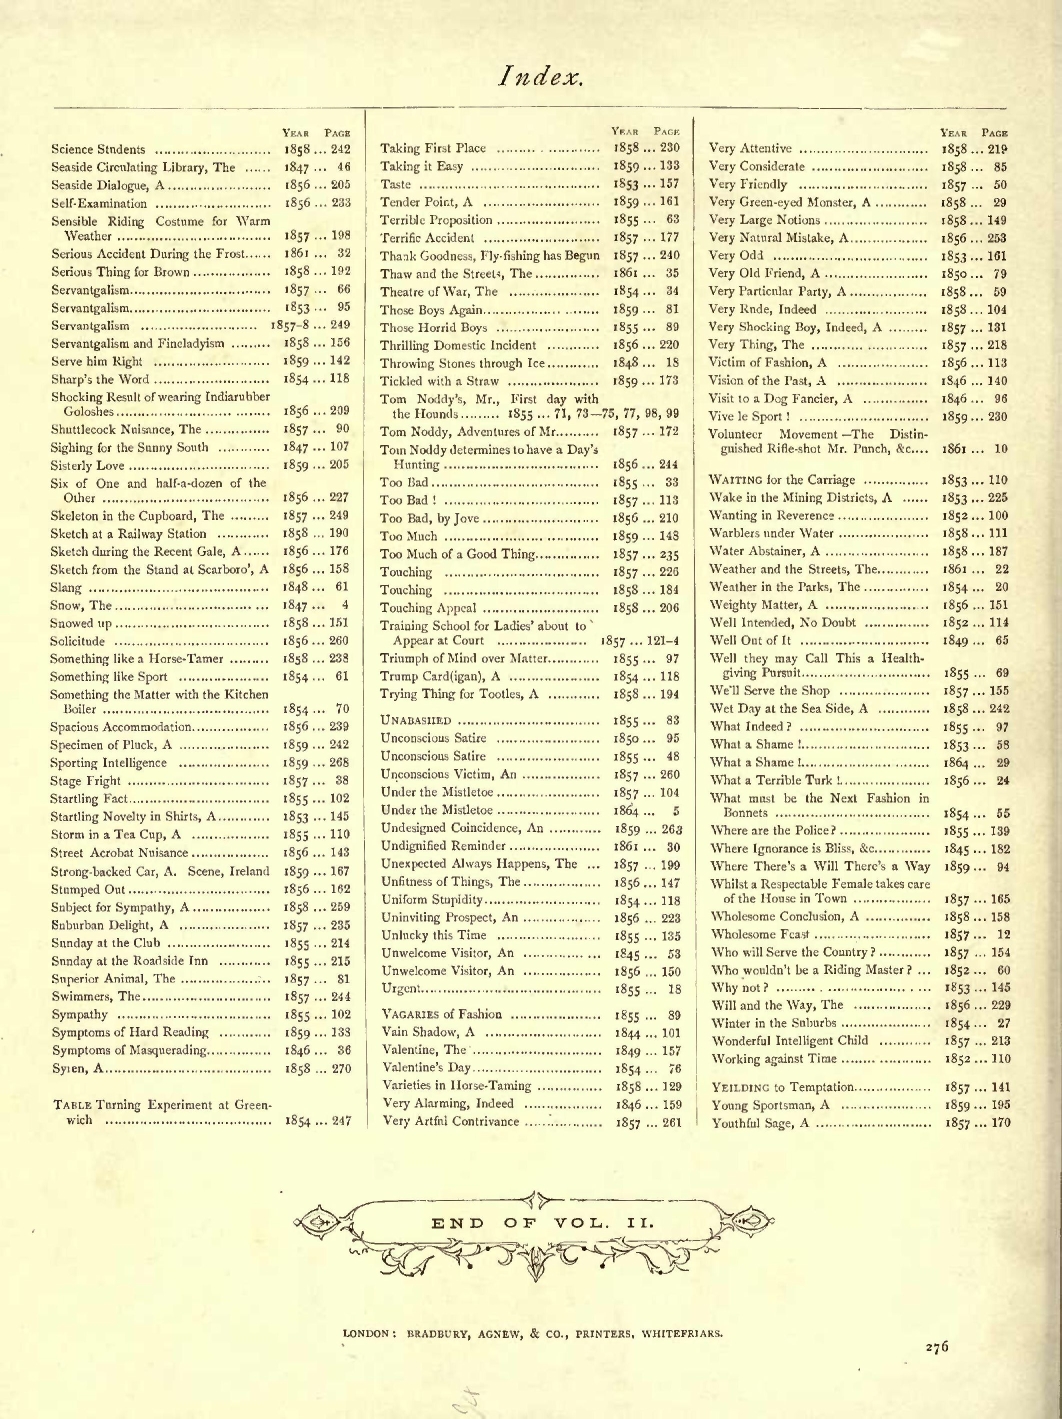 Index.
YEAR PAGE
Science Students ........ 1858 ... 242
Seaside Circulating Library, The ...... 1847 ... 46
Seaside Dialogue, A ........ 1856 ... 205
Self-Examination ........ 1856 ... 233
Sensible Riding Costume for Warm
Weather ........ 1857 ... 198
Serious Accident During the Frost...... 1861 ... 32
Serious Thing for Brown ........ 1858 ... 192
Servantgalism........ 1857 ... 66
Servantgalism........ 1853 ... 95
Servantgalism ........ 1857-8 ... 249
Servantgalism and Fineladyism ........ 1858 ... 156
Serve him Right ........ 1859 ... 142
Sharp's the Word ........ 1854 ... 118
Shocking Result of wearing Indiarubber
Goloshes ........ 1856 ... 209
Shuttlecock Nuisance, The ........ 1857 ... 90
Sighing for the Sunny South ........ 1847 ... 107
Sisterly Love ........ 1859 ... 205
Six of One and half-a-dozen of the
Other ........ 1856 ... 227
Skeleton in the Cupboard, The ........ 1857 ... 249
Sketch at a Railway Station ........ 1858 ... 190
Sketch during the Recent Gale, A ...... 1856 ... 176
Sketch from the Stand at Scarboro', A 1856 ... 158
Slang ........ 1848 ... 61
Snow, The ........ 1847 ... 4
Snowed up ........ 1858 ... 151
Solicitude ........ 1856 ... 260
Something like a Horse-Tamer ........ 1858 ... 238
Something like Sport ........ 1854 ... 61
Something the Matter with the Kitchen
Boiler ........ 1854 ... 70
Spacious Accommodation........ 1856 ... 239
Specimen of Pluck, A ........ 1859 ... 242
Sporting Intelligence ........ 1859 ... 268
Stage Fright ........ 1857 ... 38
Startling Fact........ 1855 ... 102
Startling Novelty in Shirts, A........ 1853 ... 145
Storm in a Tea Cup, A ........ 1855 ... 110
Street Acrobat Nuisance........ 1856 ... 143
Strong-backed Car, A. Scene, Ireland 1859 ... 167
Stumped Out ........ 1856 ... 162
Subject for Sympathy, A ........ 1858 ... 259
Suburban Delight, A ........ 1857 ... 235
Sunday at the Club ........ 1855 ... 214
Sunday at the Roadside Inn ........ 1855 ... 215
Superior Animal, The ........ 1857 ... 81
Swimmers, The........ 1857 ... 244
Sympathy ........ 1855 ... 102
Symptoms of Hard Reading ........ 1859 ... 133
Symptoms of Masquerading........ 1846 ... 36
Syren, A........ 1858 ... 270
TABLE Turning Experiment at Green-
wich ........ 1854 ... 247
YEAR PAGE
Taking First Place ........ 1858 ... 230
Taking it Easy ........ 1859 ... 133
Taste ........ 1853 ... 157
Tender Point, A ........ 1859 ... 161
Terrible Proposition ........ 1855 ... 63
Terrific Accident ........ 1857 ... 177
Thank Goodness, Fly-fishing has Begun 1857 ... 240
Thaw and the Streets, The ........ 1861 ... 35
Theatre of War, The ........ 1854 ... 34
Those Boys Again ........ 1859 ... 81
Those Horrid Boys ........ 1855 ... 89
Thrilling Domestic Incident ........ 1856 ... 220
Throwing Stones through Ice ........ 1848 ... 18
Tickled with a Straw ........ 1859 ... 173
Tom Noddy's, Mr., First day with
the Hounds ........ 1855 ... 71, 73—75, 77, 98, 99
Tom Noddy, Adventures of Mr......... 1857 ... 172
Tom Noddy determines to have a Day's
Hunting ........ 1856 ... 244
Too Bad ........ 1855 ... 33
Too Bad ! ........ 1857 ... 113
Too Bad, by Jove ........ 1856 ... 210
Too Much ........ 1859 ... 148
Too Much of a Good Thing........ 1857 ... 235
Touching ........ 1857 ... 226
Touching ........ 1858 ... 184
Touching Appeal ........ 1858 ... 206
Training School for Ladies' about to
Appear at Court ........ 1857 ... 121-4
Triumph of Mind over Matter........ 1855 ... 97
Trump Card(igan), A ........ 1854 ... 118
Trying Thing for Tootles, A ........ 1858 ... 194
UNABASHED ........ 1855 ... 83
Unconscious Satire ........ 1850 ... 95
Unconscious Satire ........ 1855 ... 48
Unconscious Victim, An ........ 1857 ... 260
Under the Mistletoe ........ 1857 ... 104
Under the Mistletoe ........ 1864 ... 5
Undesigned Coincidence, An ........ 1859 ... 263
Undignified Reminder ........ 1861 ... 30
Unexpected Always Happens, The ... 1857 ... 199
Unfitness of Things, The ........ 1856 ... 147
Uniform Stupidity ........ 1854 ... 118
Uninviting Prospect, An ........ 1856 ... 223
Unlucky this Time ........ 1855 ... 135
Unwelcome Visitor, An ........ 1845 ... 53
Unwelcome Visitor, An ........ 1856 ... 150
Urgent........ 1855 ... 18
VAGARIES of Fashion ........ 1855 ... 89
Vain Shadow, A ........ 1844 ... 101
Valentine, The ........ 1849 ... 157
Valentine's Day ........ 1854 ... 76
Varieties in Horse-Taming ........ 1858 ... 129
Very Alarming, Indeed ........ 1846 ... 159
Very Artful Contrivance ........ 1857 ... 261
YEAR PAGE
Very Attentive ........ 1858 ... 219
Very Considerate ........ 1858 ... 85
Very Friendly ........ 1857 ... 50
Very Green-eyed Monster, A ........ 1858 ... 29
Very Large Notions ........ 1858 ... 149
Very Natural Mistake, A ........ 1856 ... 253
Very Odd ........ 1853 ... 161
Very Old Friend, A ........ 1850 ... 79
Very Particular Party, A ........ 1858 ... 59
Very Rude, Indeed ........ 1858 ... 104
Very Shocking Boy, Indeed, A ........ 1857 ... 131
Very Thing, The ........ 1857 ... 218
Victim of Fashion, A ........ 1856 ... 113
Vision of the Past, A ........ 1846 ... 140
Visit to a Dog Fancier, A ........ 1846 ... 96
Vive le Sport ! ........ 1859 ... 230
Volunteer Movement—The Distin-
guished Rifle-shot Mr. Punch, &c.... 1861 ... 10
WAITING for the Carriage ........ 1853 ... 110
Wake in the Mining Districts, A ...... 1853 ... 225
Wanting in Reverence ........ 1852 ... 100
Warblers under Water ........ 1858 ... 111
Water Abstainer, A ........ 1858 ... 187
Weather and the Streets, The........ 1861 ... 22
Weather in the Parks, The ........ 1854 ... 20
Weighty Matter, A ........ 1856 ... 151
Well Intended, No Doubt ........ 1852 ... 114
Well Out of It ........ 1849 ... 65
Well they may Call This a Health-
giving Pursuit........ 1855 ... 69
We'll Serve the Shop ........ 1857 ... 155
Wet Day at the Sea Side, A ........ 1858 ... 242
What Indeed ? ........ 1855 ... 97
What a Shame !........ 1853 ... 58
What a Shame !........ 1864 ... 29
What a Terrible Turk !........ 1856 ... 24
What must be the Next Fashion in
Bonnets ........ 1854 ... 55
Where are the Police ? ........ 1855 ... 139
Where Ignorance is Bliss, &c........ 1845 ... 182
Where There's a Will There's a Way 1859 ... 94
Whilst a Respectable Female takes care
of the House in Town ........ 1857 ... 165
Wholesome Conclusion, A ........ 1858 ... 158
Wholesome Feast ........ 1857 ... 12
Who will Serve the Country ? ........ 1857 ... 154
Who wouldn't be a Riding Master ? ... 1852 ... 60
Why not ? ........ 1853 ... 145
Will and the Way, The ........ 1856 ... 229
Winter in the Suburbs ........ 1854 ... 27
Wonderful Intelligent Child ........ 1857 ... 213
Working against Time ........ 1852 ... 110
YEILDING to Temptation........ 1857 ... 141
Young Sportsman, A ........ 1859 ... 195
Youthful Sage, A ........ 1857 ... 170
END OF VOL. II.
LONDON : BRADBURY, AGNEW, & CO., PRINTERS, WHITEFRIARS.
276